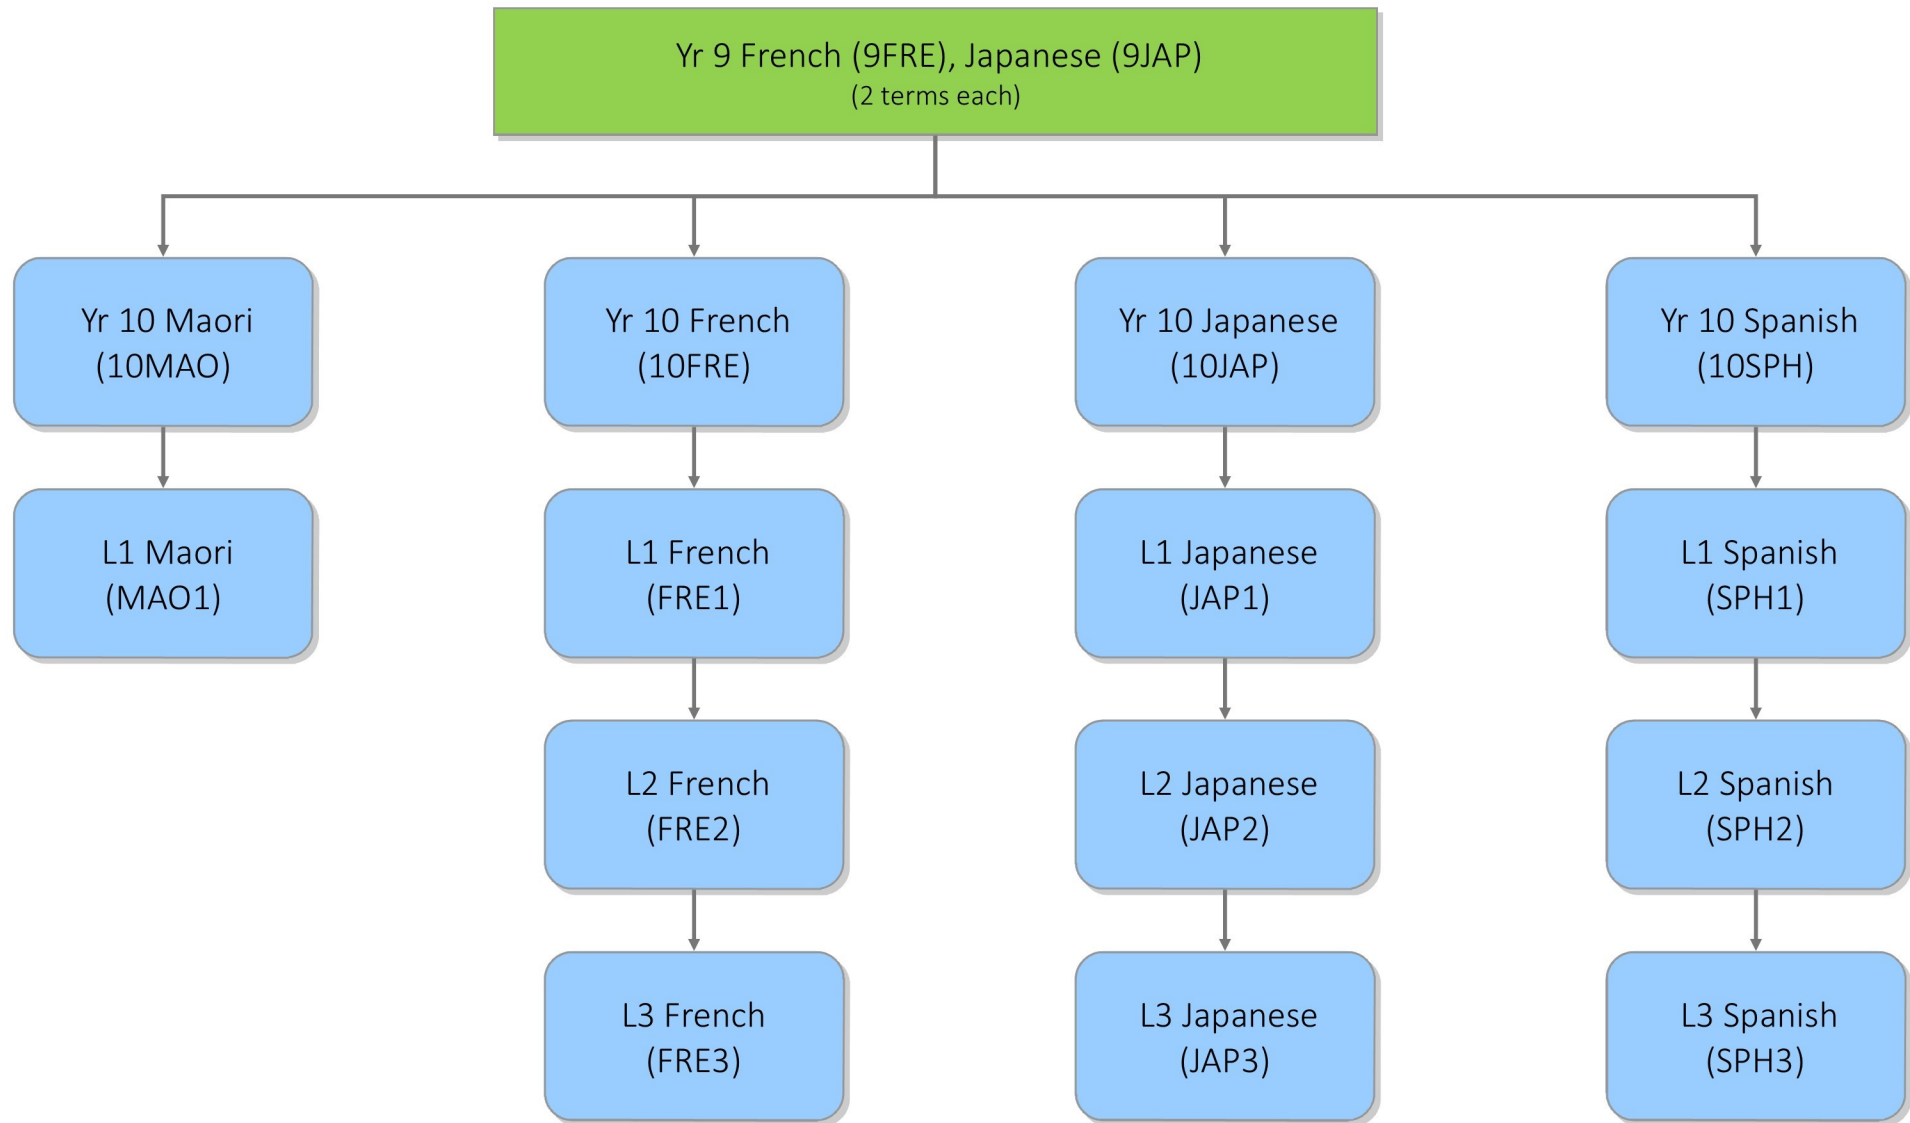 Yr 9 French (9FRE), Japanese (9JAP)
(2 terms each)
Yr 10 Maori
(10MAO)
Yr 10 French
(10FRE)
Yr 10 Japanese
(10JAP)
Yr 10 Spanish
(10SPH)
L1 Maori
(MAO1)
L1 French
(FRE1)
L1 Japanese
(JAP1)
L1 Spanish
(SPH1)
L2 French
(FRE2)
L2 Japanese
(JAP2)
L2 Spanish
(SPH2)
L3 French
(FRE3)
L3 Japanese
(JAP3)
L3 Spanish
(SPH3)